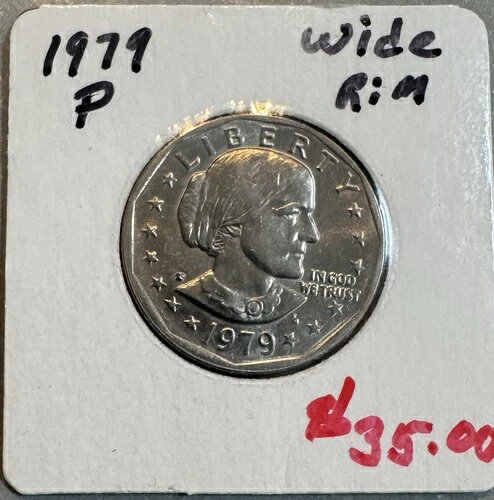 1979
P
wide
Rim
LIBERTY
P
IN GOD
WE TRUST
1979
$35.00